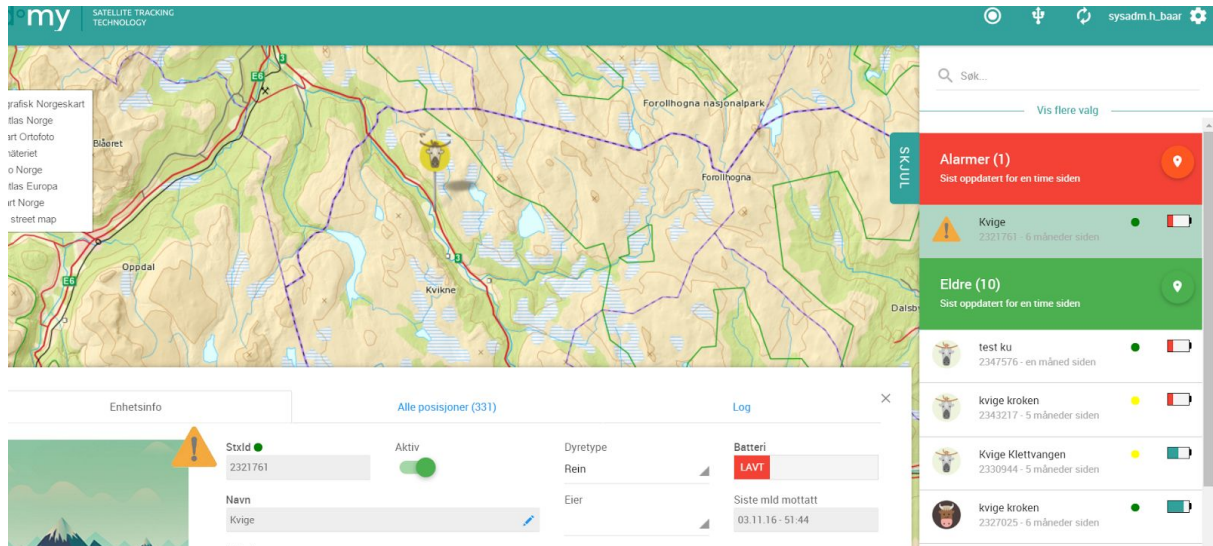 my
SATELLITE TRACKING
TECHNOLOGY
sysadm.h_baar
grafisk Norgeskart
tlas Norge
art Ortofoto
o Norge
tlas Europa
art Norge
street map
E6
3
Blåøret
Forollhogna nasjonalpark
Forollhogna
Oppdal
E6
3
Kvikne
Dalsb
SKJUL
Søk...
Vis flere valg
Alarmer (1)
Sist oppdatert for en time siden
Kvige
2321761 - 6 måneder siden
Eldre (10)
Sist oppdatert for en time siden
test ku
2347576 - en måned siden
kvige kroken
2343217 - 5 måneder siden
Kvige Klettvangen
2330944 - 5 måneder siden
kvige kroken
2327025 - 6 måneder siden
Enhetsinfo
Alle posisjoner (331)
Log
StxId
2321761
Aktiv
Dyretype
Rein
Batteri
LAVT
Navn
Kvige
Eier
Siste mld mottatt
03.11.16 - 51:44